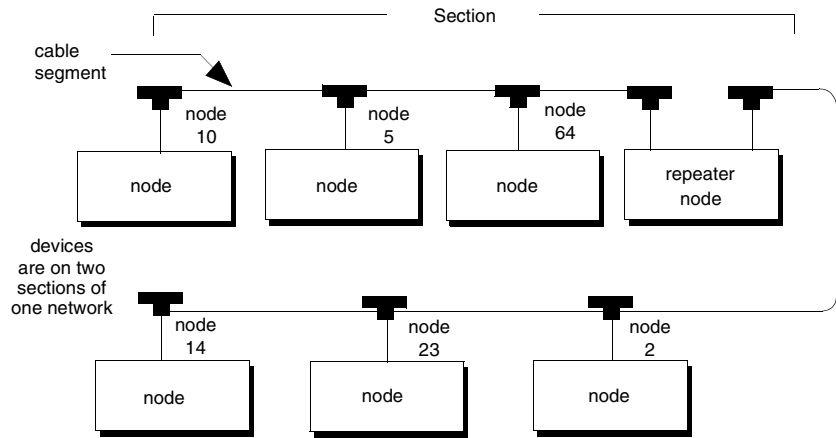 Section
cable
segment
node
10
node
5
node
64
node
node
node
repeater
node
devices
are on two
sections of
one network
node
14
node
23
node
2
node
node
node